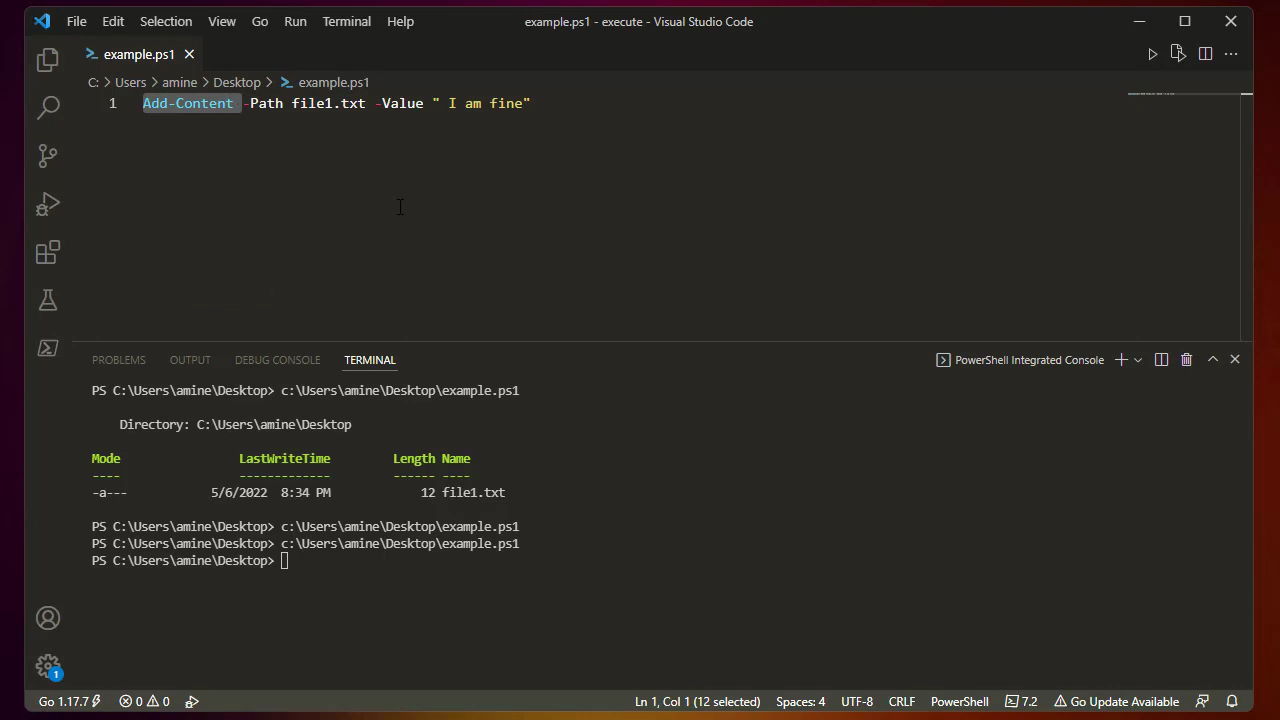 File Edit Selection View Go Run Terminal Help example.ps1 - execute - Visual Studio Code
example.ps1
C: > Users > amine > Desktop > example.ps1
1 Add-Content -Path file1.txt -Value " I am fine"
PROBLEMS OUTPUT DEBUG CONSOLE TERMINAL PowerShell Integrated Console
PS C:\Users\amine\Desktop> c:\Users\amine\Desktop\example.ps1
Directory: C:\Users\amine\Desktop
Mode LastWriteTime Length Name
---- ------------- ------ ----
-a--- 5/6/2022 8:34 PM 12 file1.txt
PS C:\Users\amine\Desktop> c:\Users\amine\Desktop\example.ps1
PS C:\Users\amine\Desktop> c:\Users\amine\Desktop\example.ps1
PS C:\Users\amine\Desktop>
1
Go 1.17.7 0 0 Ln 1, Col 1 (12 selected) Spaces: 4 UTF-8 CRLF PowerShell 7.2 Go Update Available